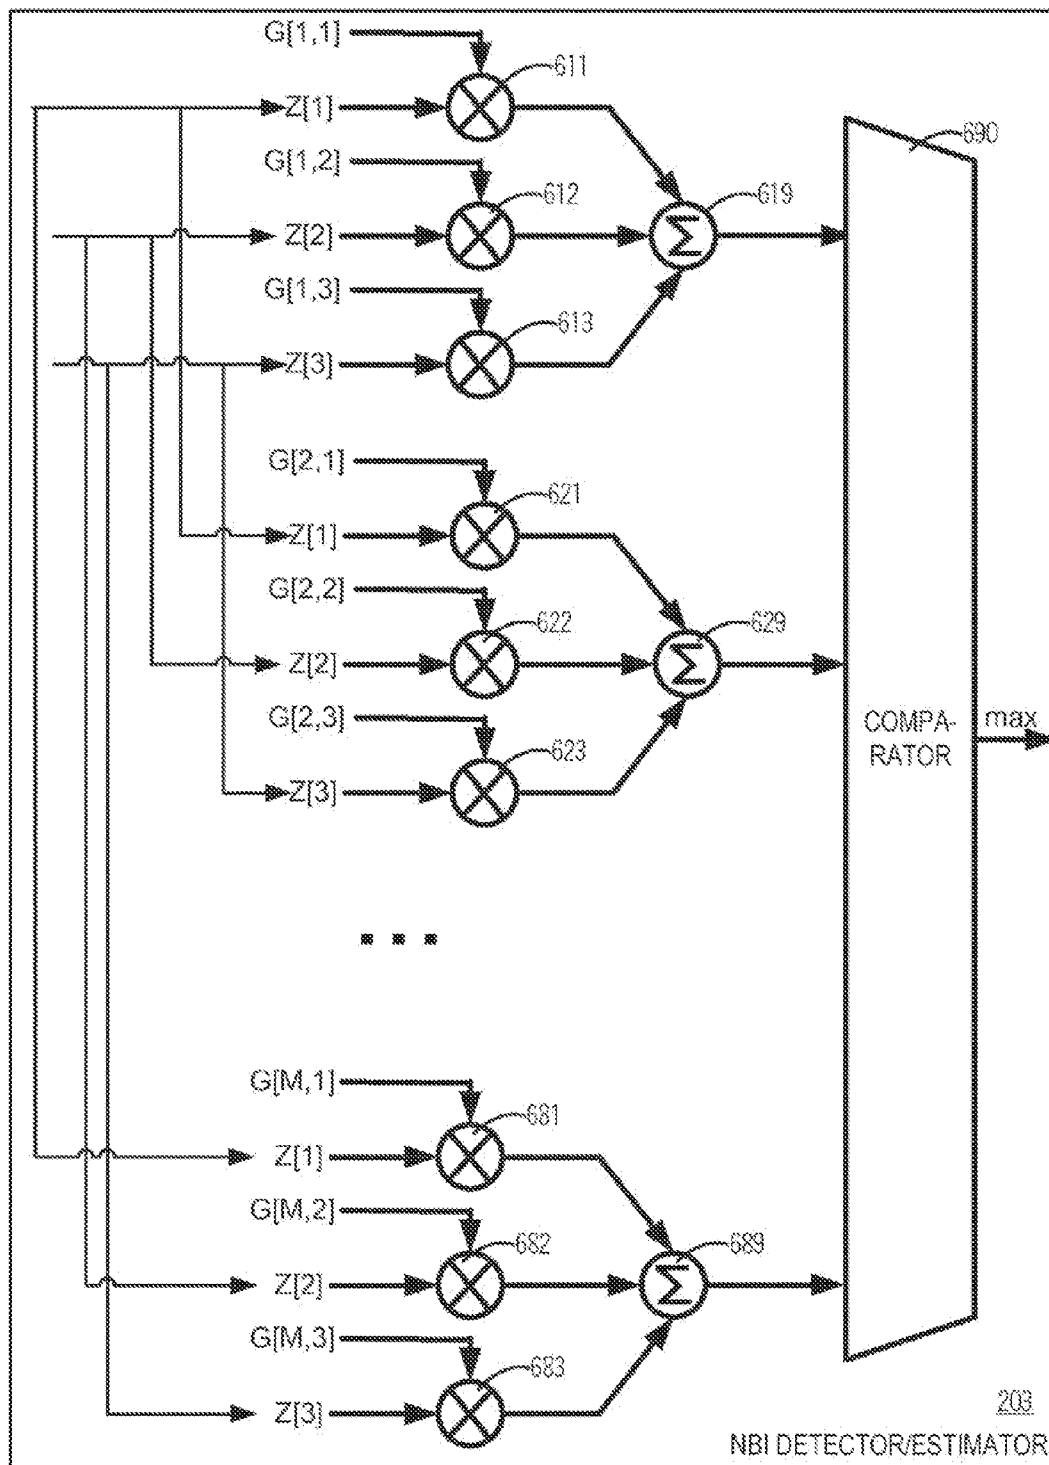 G[1,1]
611
Z[1]
690
G[1,2]
612
619
Z[2]
Σ
G[1,3]
613
Z[3]
G[2,1]
621
Z[1]
G[2,2]
622
629
Z[2]
Σ
G[2,3]
623
Z[3]
COMPA-
RATOR
max
...
G[M,1]
681
Z[1]
G[M,2]
682
689
Z[2]
Σ
G[M,3]
683
Z[3]
203
NBI DETECTOR/ESTIMATOR